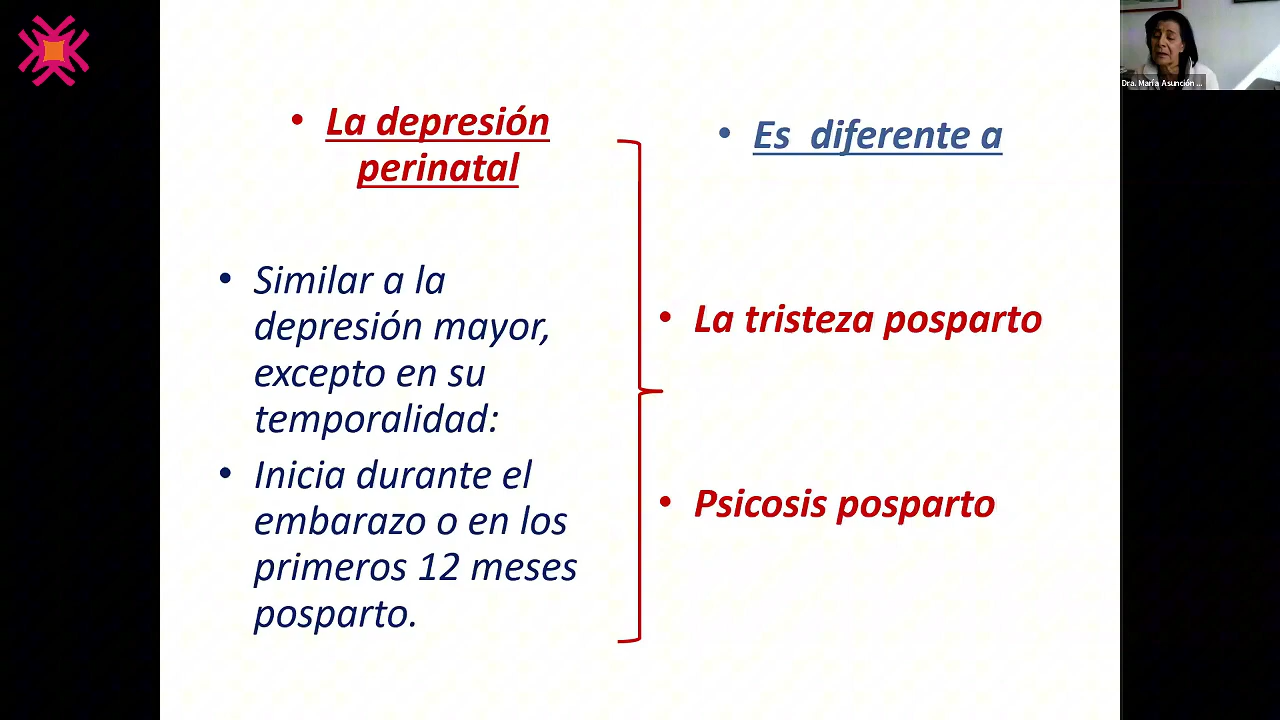 • La depresión
perinatal
• Similar a la
depresión mayor,
excepto en su
temporalidad:
• Inicia durante el
embarazo o en los
primeros 12 meses
posparto.
• Es diferente a
• La tristeza posparto
• Psicosis posparto
Dra. María Asunción ...